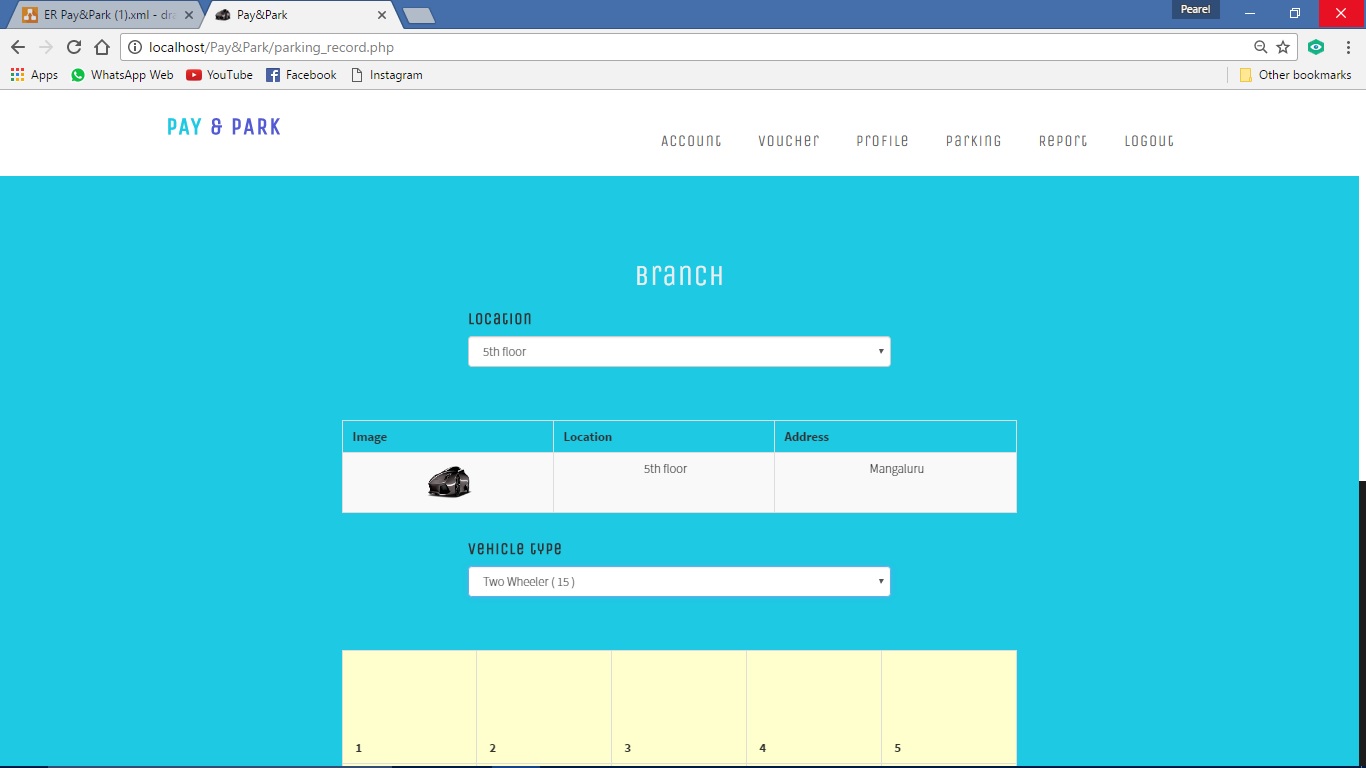 Pearel
ER Pay&Park (1).xml - dra
Pay&Park
localhost/Pay&Park/parking_record.php
Apps
WhatsApp Web
YouTube
Facebook
Instagram
Other bookmarks
PAY & PARK
Account
Voucher
Profile
Parking
Report
Logout
Branch
Location
5th floor
Image
Location
Address
5th floor
Mangaluru
Vehicle type
Two Wheeler ( 15 )
1
2
3
4
5